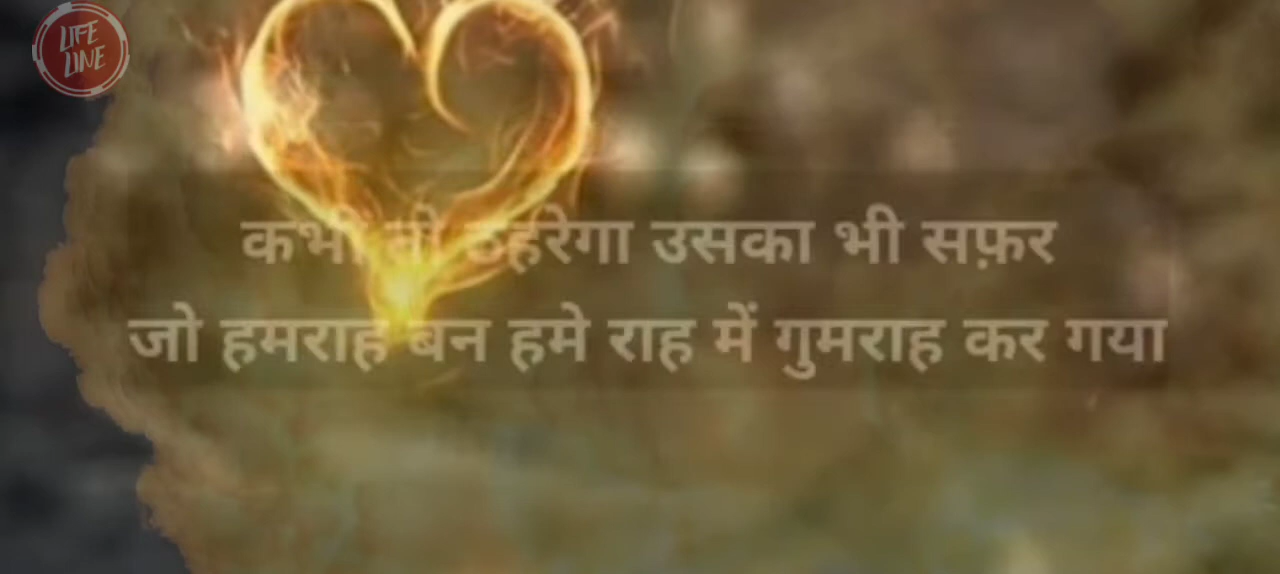 LIFE
LINE
कभी तो ठहरेगा उसका भी सफ़र
जो हमराह बन हमे राह में गुमराह कर गया